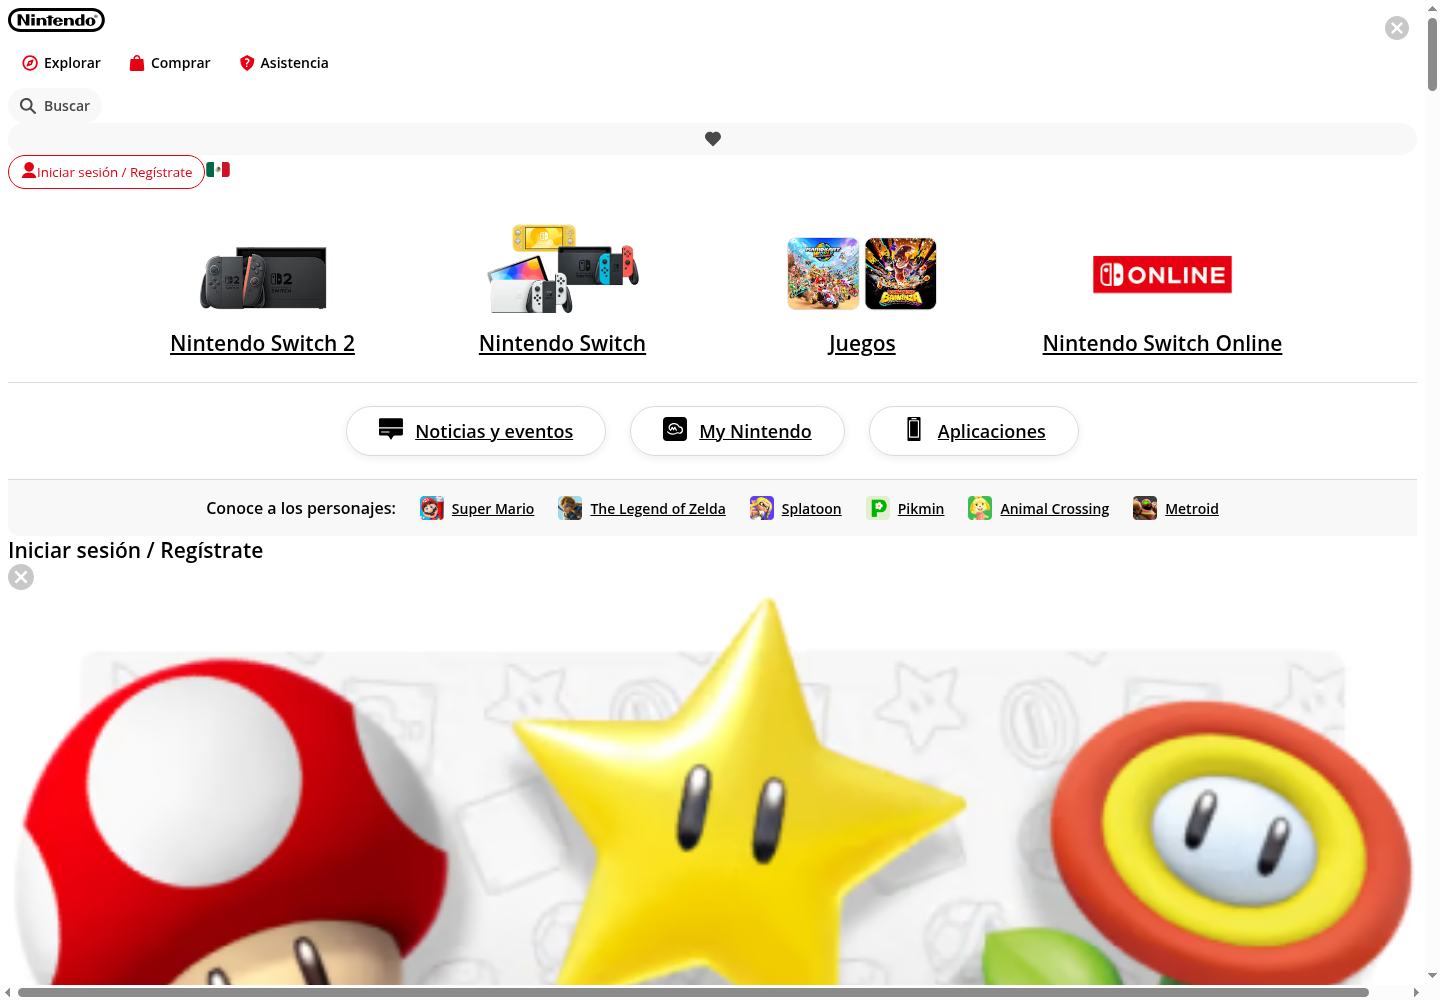 Nintendo
Explorar
Comprar
Asistencia
Buscar
Iniciar sesión / Regístrate
Nintendo Switch 2
Nintendo Switch
Juegos
ONLINE
Nintendo Switch Online
Noticias y eventos
My Nintendo
Aplicaciones
Conoce a los personajes:
Super Mario
The Legend of Zelda
Splatoon
Pikmin
Animal Crossing
Metroid
Iniciar sesión / Regístrate